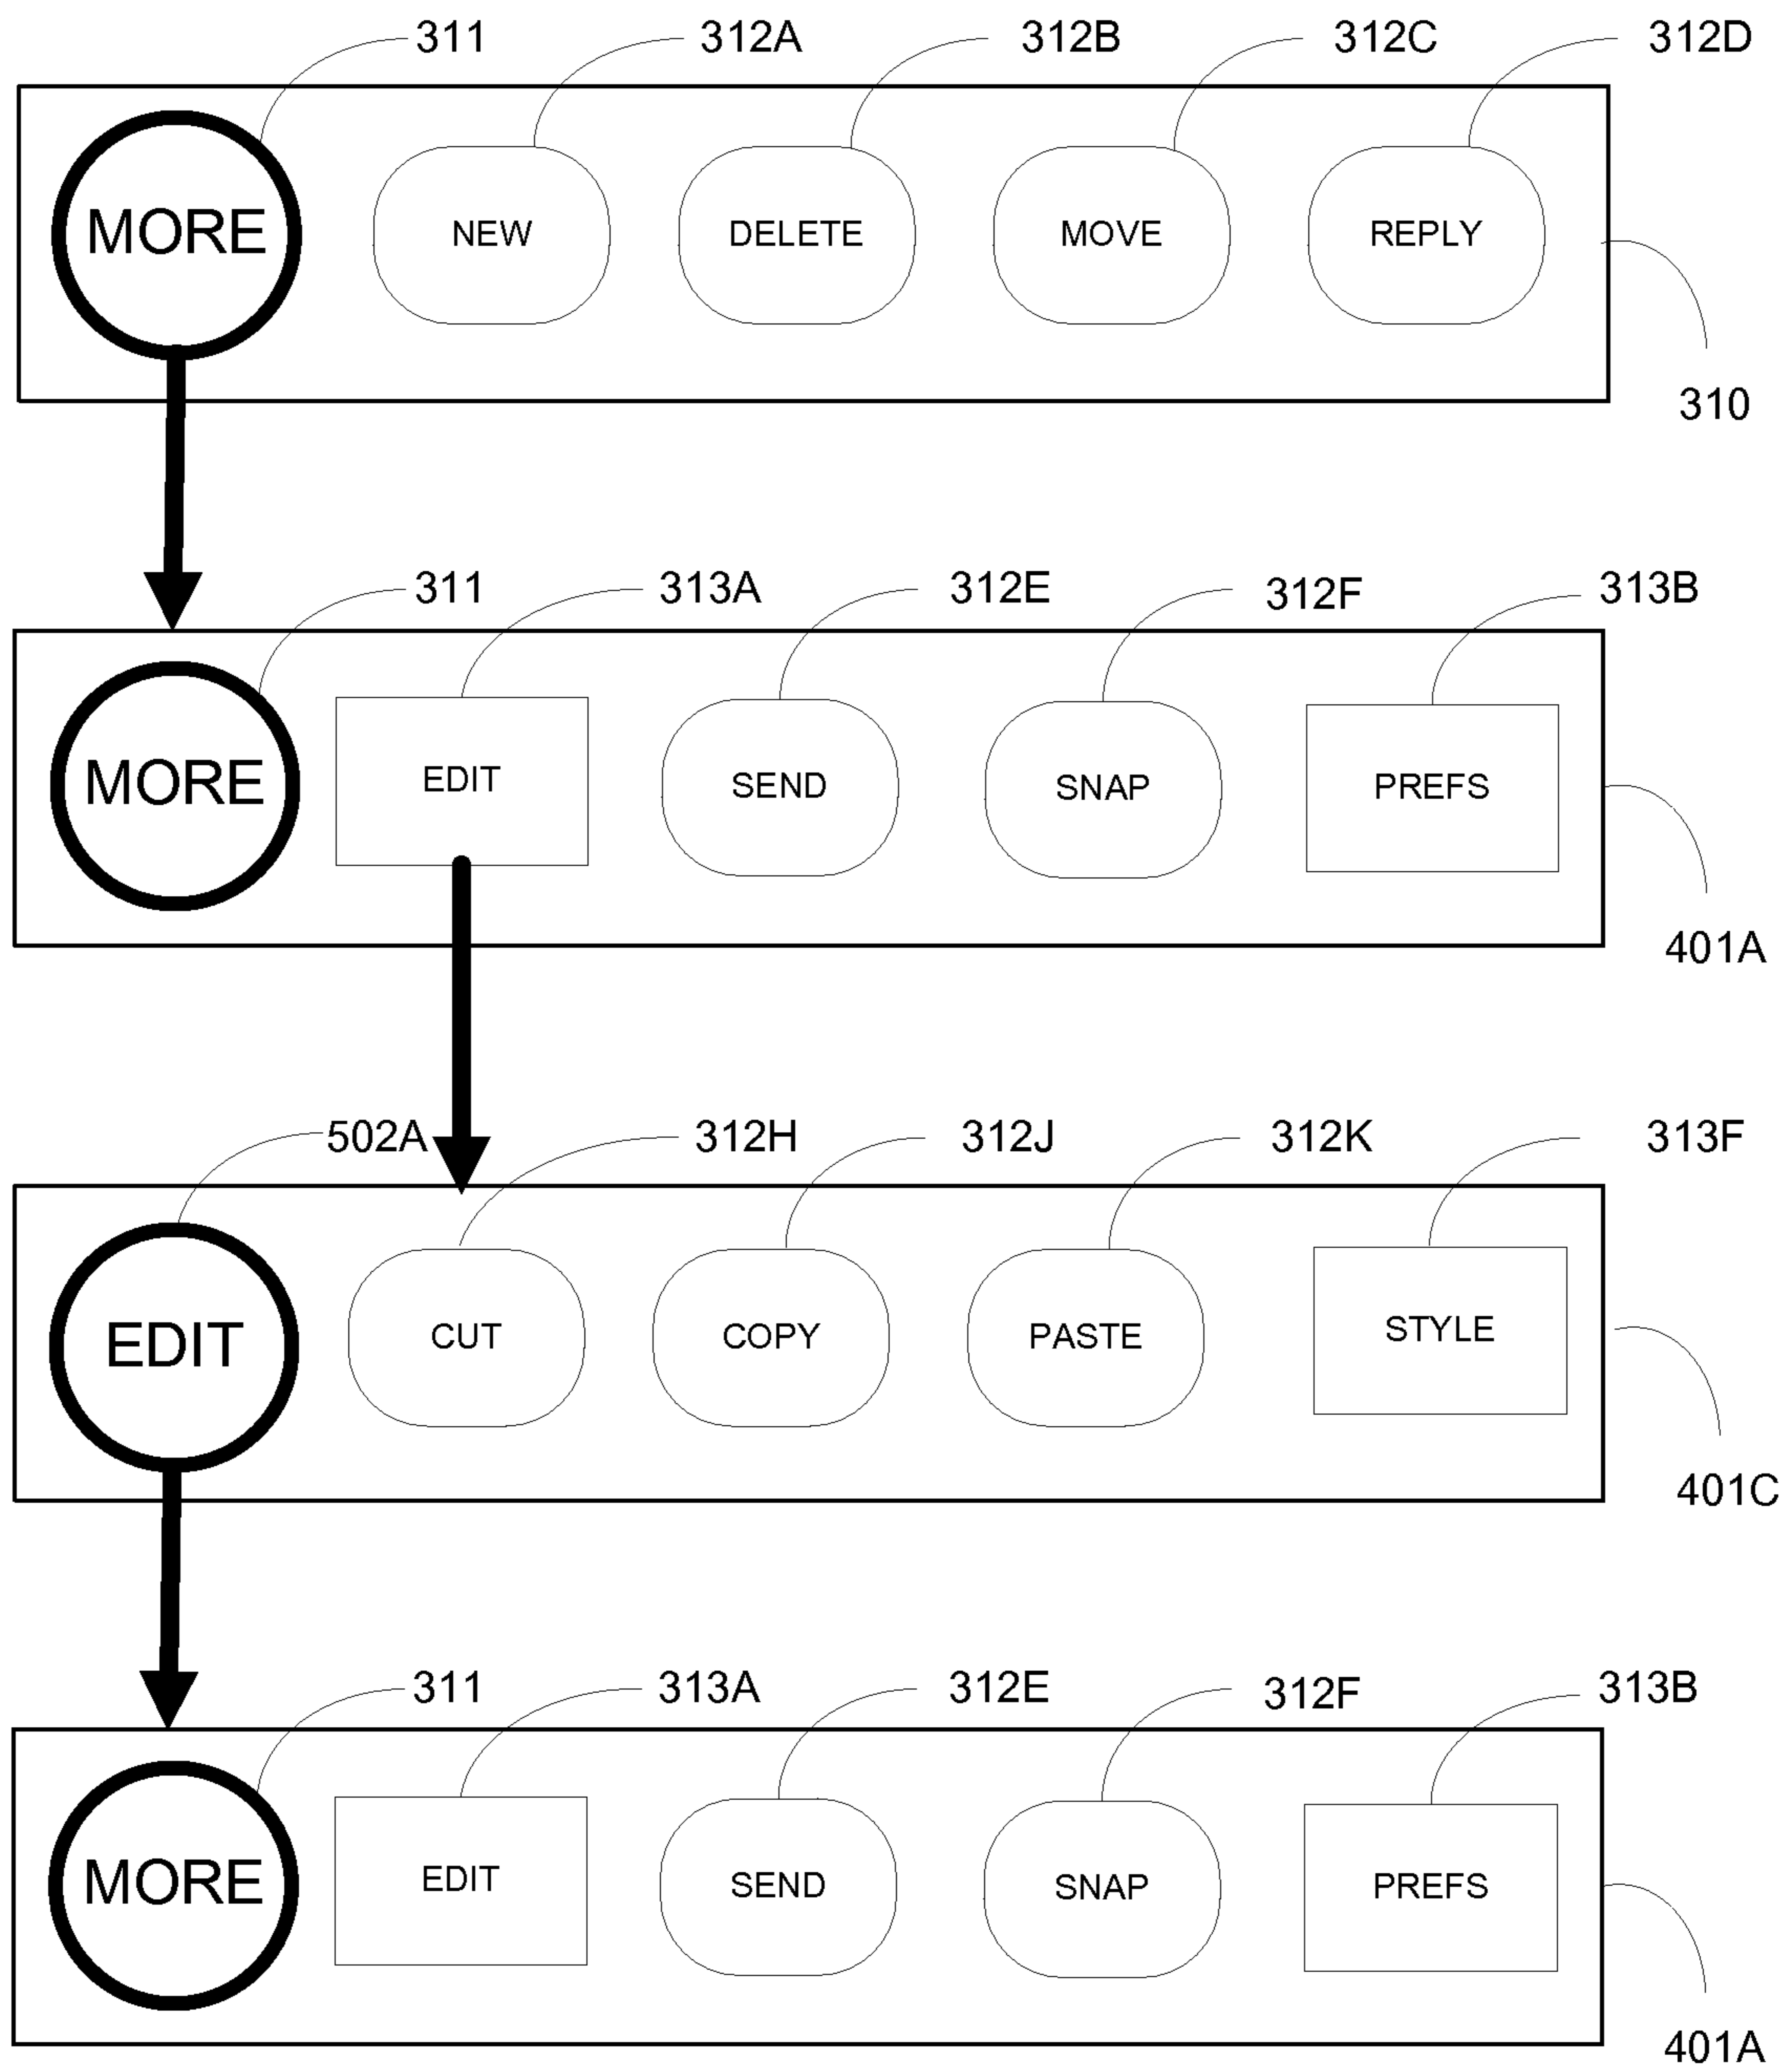 311 312A 312B 312C 312D
MORE NEW DELETE MOVE REPLY
310
311 313A 312E 312F 313B
MORE EDIT SEND SNAP PREFS
401A
502A 312H 312J 312K 313F
EDIT CUT COPY PASTE STYLE
401C
311 313A 312E 312F 313B
MORE EDIT SEND SNAP PREFS
401A